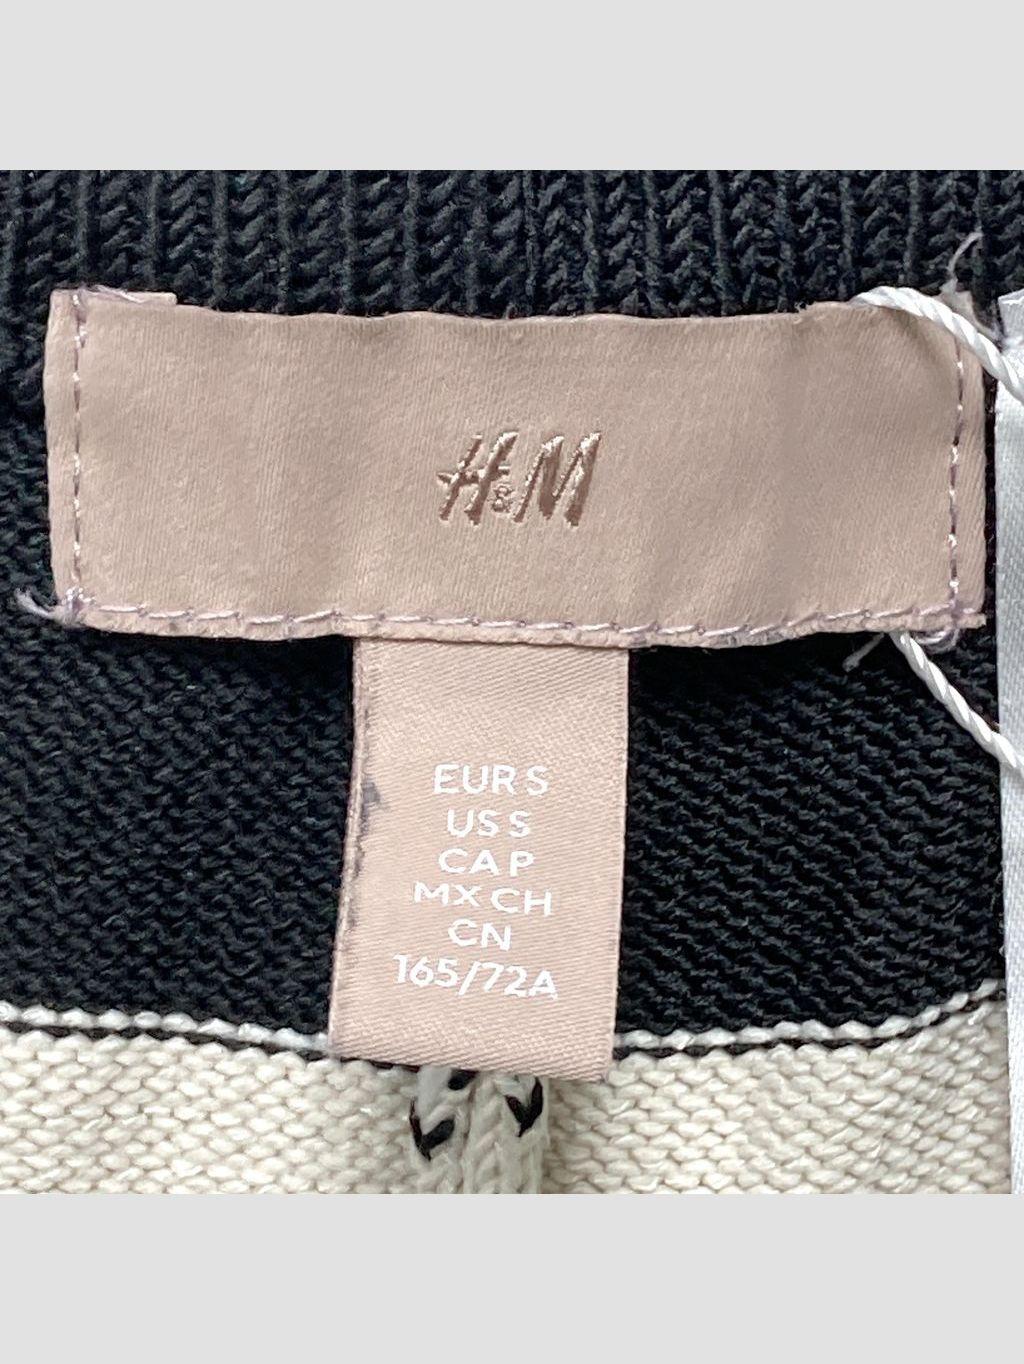 H&M
EUR S
US S
CA P
MX CH
CN
165/72A